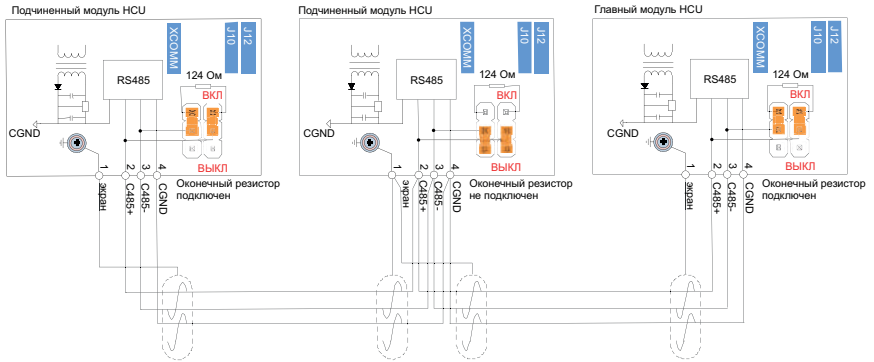 Подчиненный модуль HCU
XCOMM
J10
J12
RS485
124 Ом
ВКЛ
CGND
ВЫКЛ
1
2
3
4
экран
C485+
C485-
CGND
Оконечный резистор
подключен
Подчиненный модуль HCU
XCOMM
J10
J12
RS485
124 Ом
ВКЛ
CGND
ВЫКЛ
1
2
3
4
экран
C485+
C485-
CGND
Оконечный резистор
не подключен
Главный модуль HCU
XCOMM
J10
J12
RS485
124 Ом
ВКЛ
CGND
ВЫКЛ
1
2
3
4
экран
C485+
C485-
CGND
Оконечный резистор
подключен